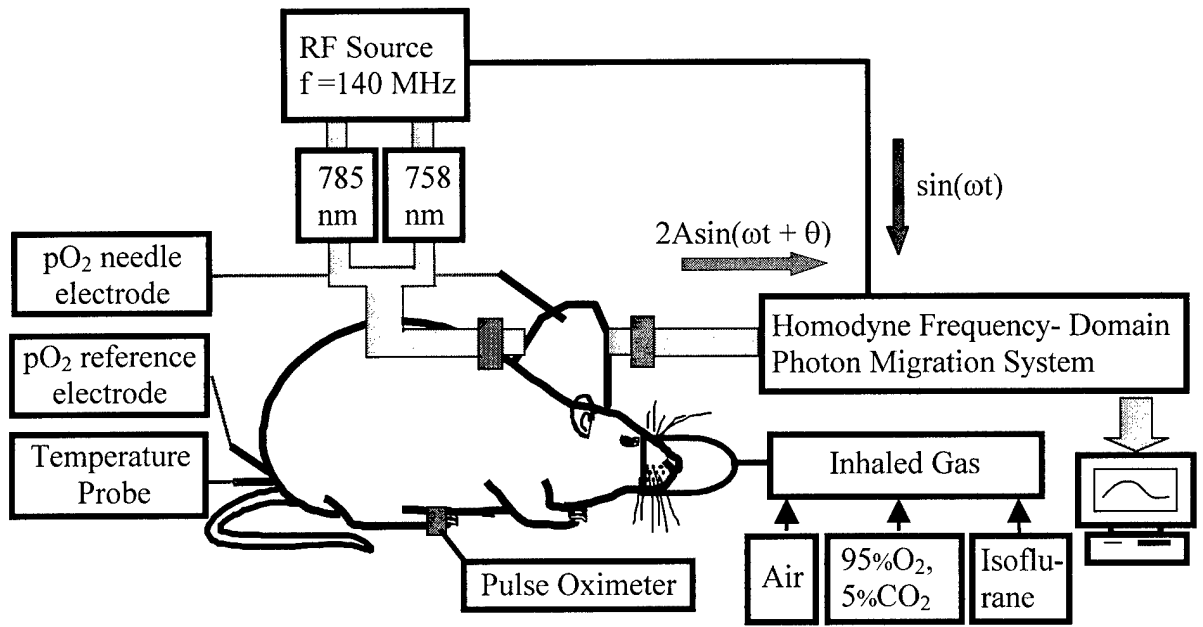 RF Source
f =140 MHz
785
nm
758
nm
sin(ωt)
2Asin(ωt + θ)
pO₂ needle
electrode
pO₂ reference
electrode
Temperature
Probe
Homodyne Frequency- Domain
Photon Migration System
Inhaled Gas
Air
95%O₂,
5%CO₂
Isoflu-
rane
Pulse Oximeter